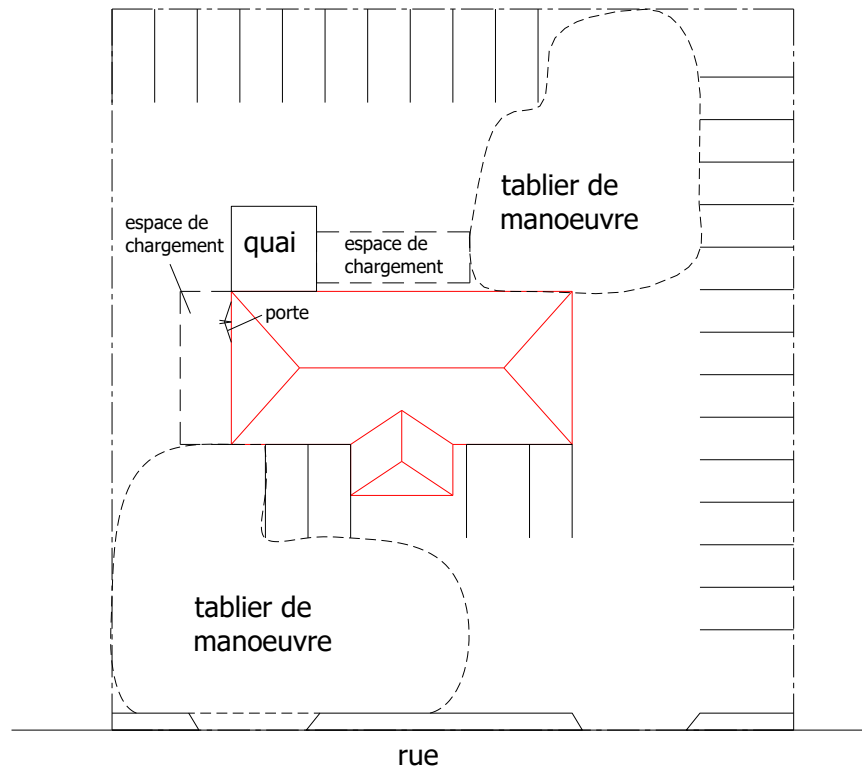 tablier de
manoeuvre
espace de
chargement
quai
espace de
chargement
porte
tablier de
manoeuvre
rue